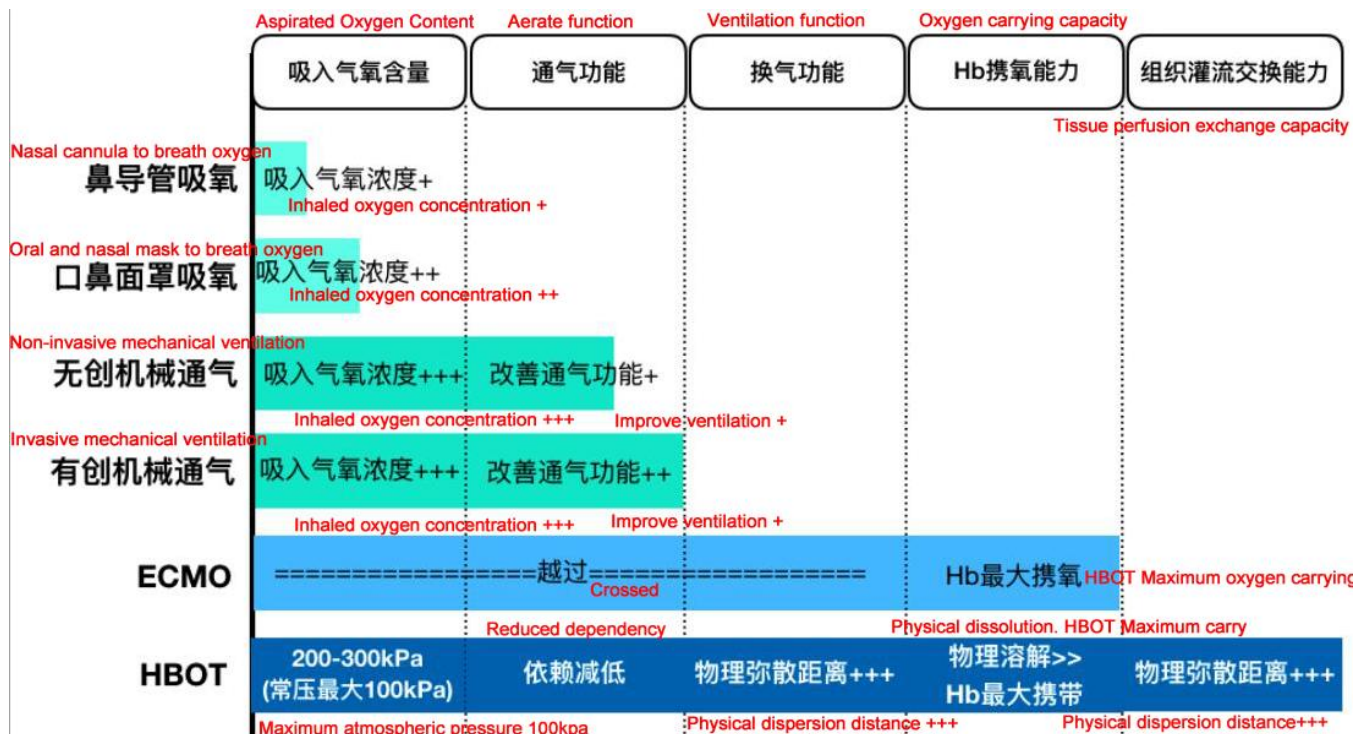 Aspirated Oxygen Content
Aerate function
Ventilation function
Oxygen carrying capacity
吸入气氧含量
通气功能
换气功能
Hb携氧能力
组织灌流交换能力
Tissue perfusion exchange capacity
Nasal cannula to breath oxygen
鼻导管吸氧
吸入气氧浓度+
Inhaled oxygen concentration +
Oral and nasal mask to breath oxygen
口鼻面罩吸氧
吸入气氧浓度++
Inhaled oxygen concentration ++
Non-invasive mechanical ventilation
无创机械通气
吸入气氧浓度+++
改善通气功能+
Inhaled oxygen concentration +++
Improve ventilation +
Invasive mechanical ventilation
有创机械通气
吸入气氧浓度+++
改善通气功能++
Inhaled oxygen concentration +++
Improve ventilation +
ECMO
=================越过==================
Crossed
Hb最大携氧
HBOT Maximum oxygen carrying
Reduced dependency
Physical dissolution. HBOT Maximum carry
HBOT
200-300kPa
(常压最大100kPa)
依赖减低
物理弥散距离+++
物理溶解>>
Hb最大携带
物理弥散距离+++
Maximum atmospheric pressure 100kpa
Physical dispersion distance +++
Physical dispersion distance+++